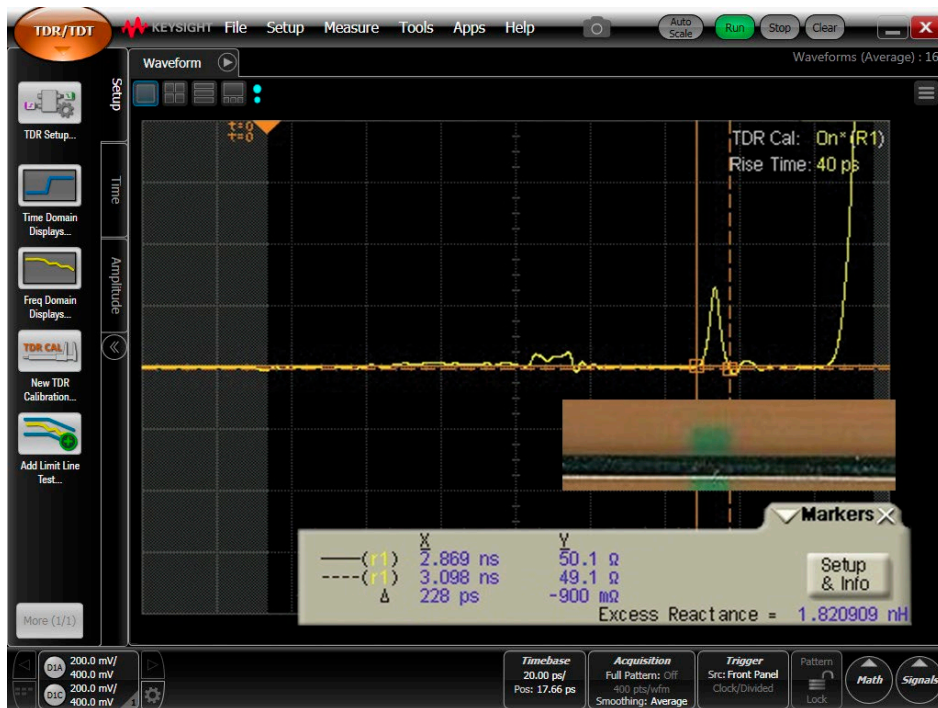 TDR/TDT
KEYSIGHT File Setup Measure Tools Apps Help
Auto Scale
Run
Stop
Clear
X
Waveform
Waveforms (Average) : 16
Setup
Time
Amplitude
TDR Setup...
Time Domain
Displays...
Freq Domain
Displays...
TDR CAL
New TDR
Calibration...
Add Limit Line
Test...
More (1/1)
t=0
t=0
TDR Cal: On* (R1)
Rise Time: 40 ps
Markers X
X Y
(r1) 2.869 ns 50.1 Ω
(r1) 3.098 ns 49.1 Ω
Δ 228 ps -900 mΩ
Setup
& Info
Excess Reactance = 1.820909 nH
D1A 200.0 mV/
400.0 mV
D1C 200.0 mV/
400.0 mV
1
Timebase
20.00 ps/
Pos: 17.66 ps
Acquisition
Full Pattern: Off
400 pts/wfm
Smoothing: Average
Trigger
Src: Front Panel
Clock/Divided
Pattern
Lock
Math
Signals